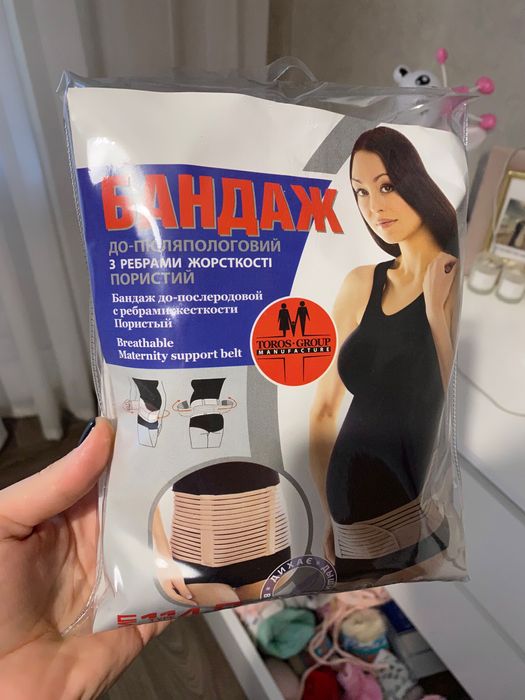 БАНДАЖ
ДО-ПІСЛЯПОЛОГОВИЙ
З РЕБРАМИ ЖОРСТКОСТІ
ПОРИСТИЙ
Бандаж до-послеродовой
с ребрами жесткости
Пористый
Breathable
Maternity support belt
TOROS-GROUP
MANUFACTURE
ДИХАЄ